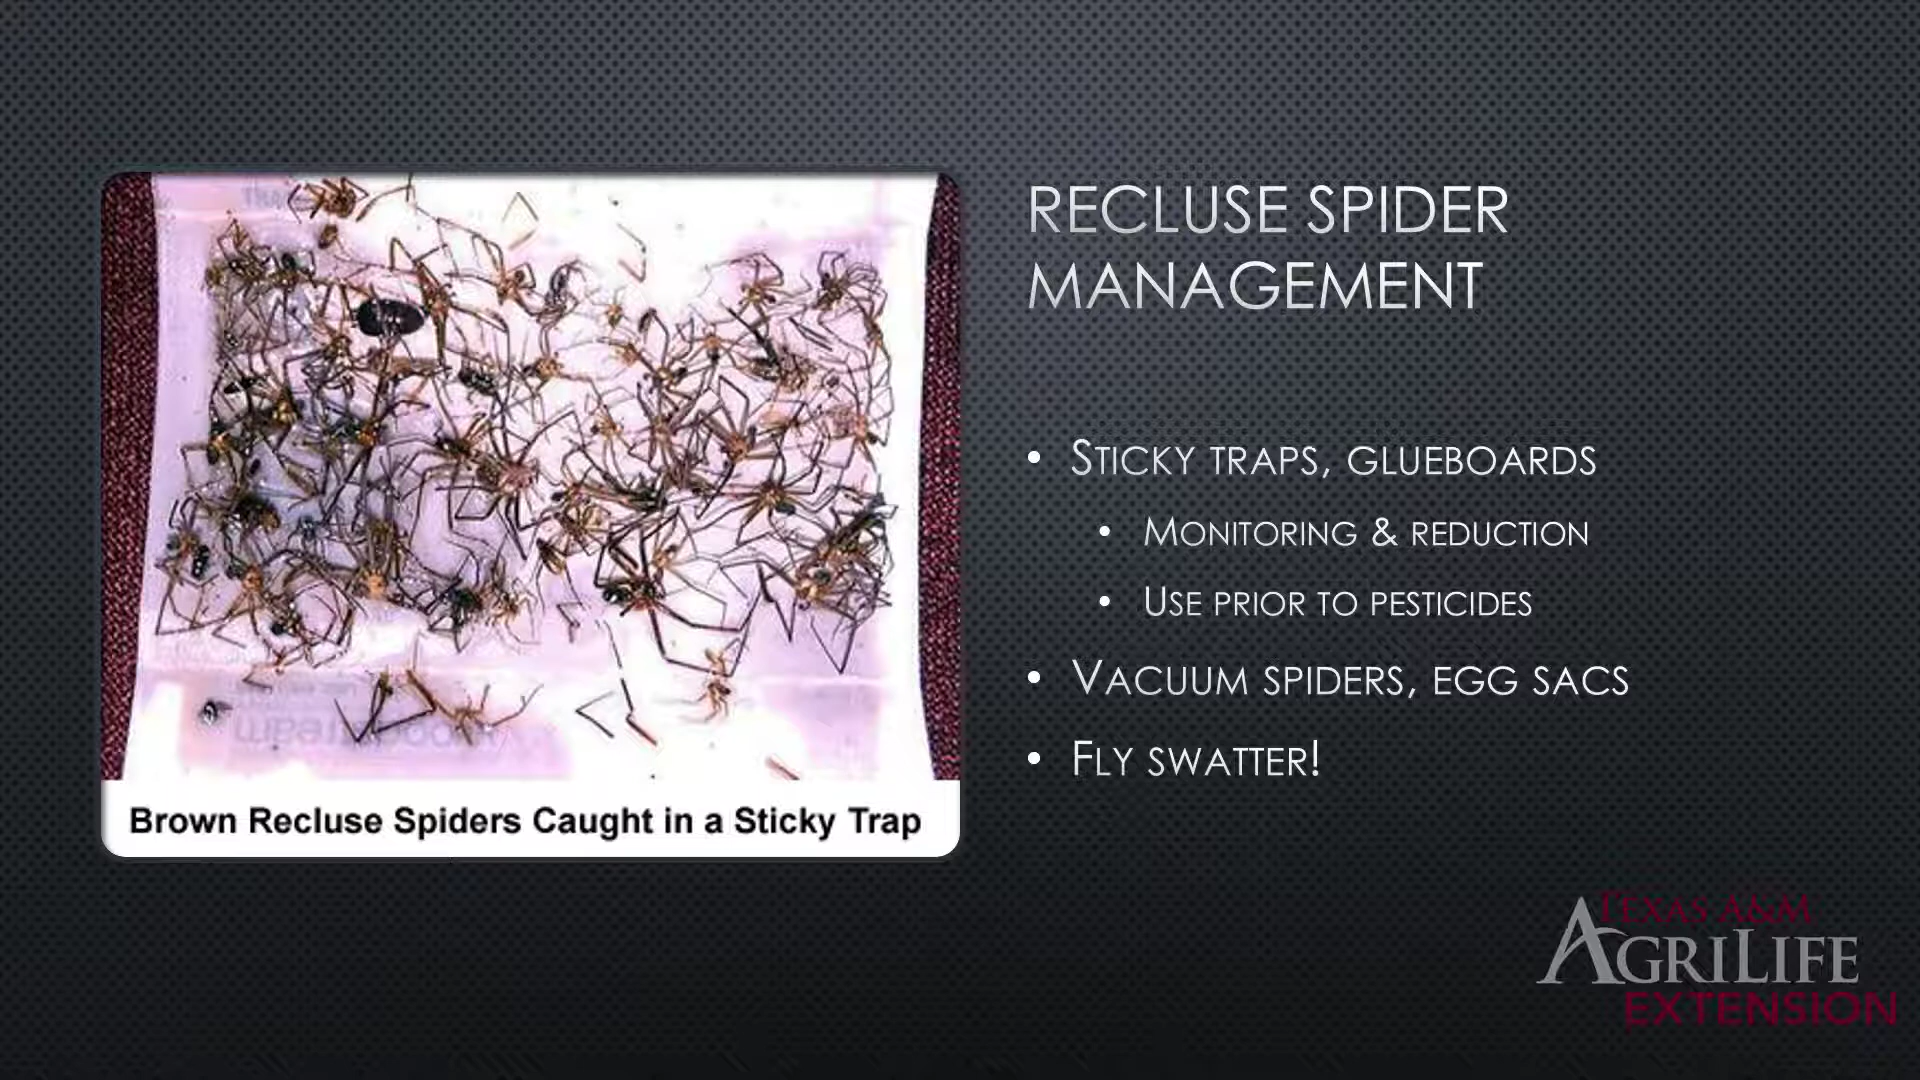 RECLUSE SPIDER
MANAGEMENT
• STICKY TRAPS, GLUEBOARDS
• MONITORING & REDUCTION
• USE PRIOR TO PESTICIDES
• VACUUM SPIDERS, EGG SACS
• FLY SWATTER!
Brown Recluse Spiders Caught in a Sticky Trap
TEXAS A&M
AGRILIFE
EXTENSION